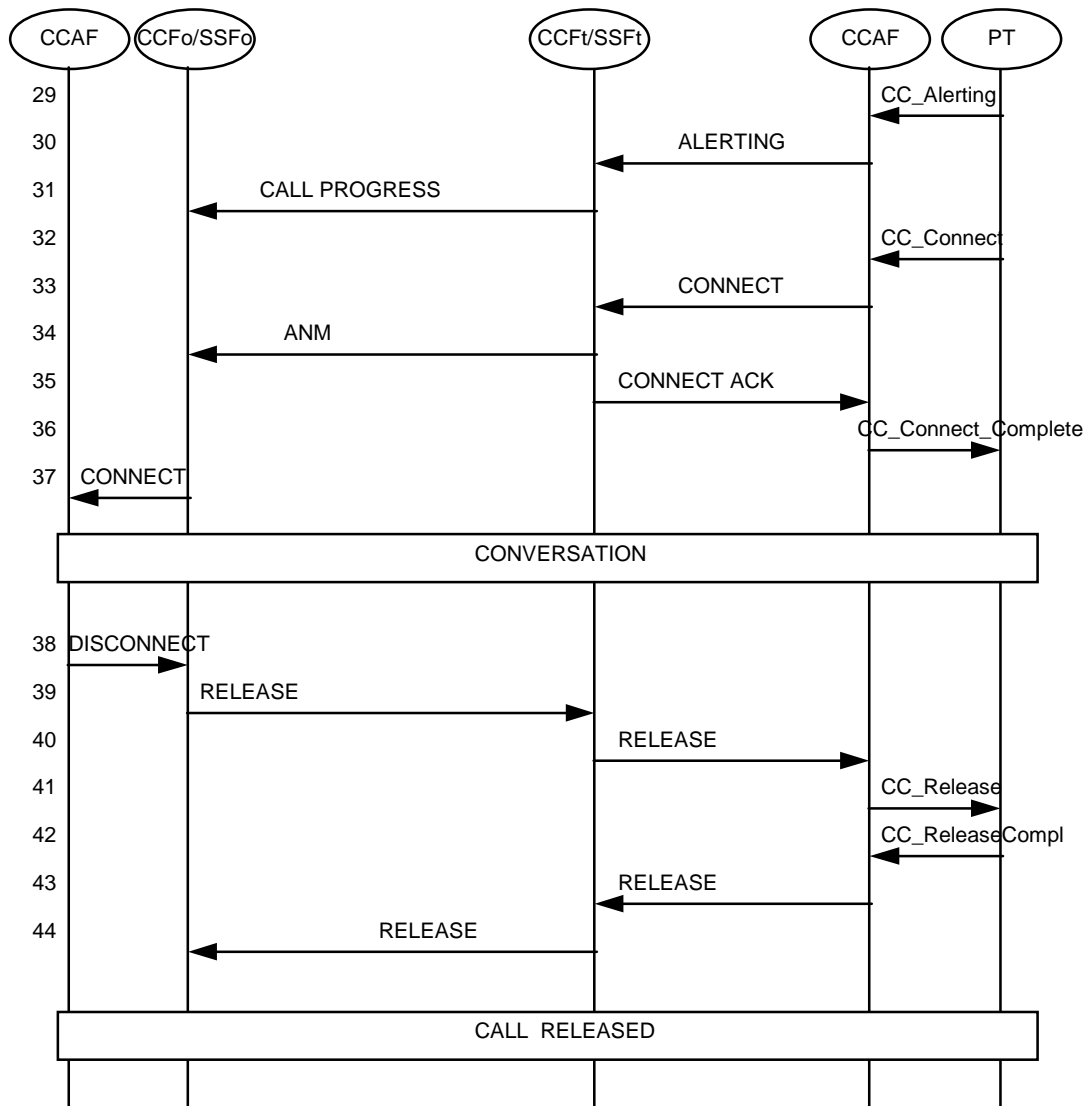 CCAF CCFo/SSFo CCFt/SSFt CCAF PT
29 CC_Alerting
30 ALERTING
31 CALL PROGRESS
32 CC_Connect
33 CONNECT
34 ANM
35 CONNECT ACK
36 CC_Connect_Complete
37 CONNECT
CONVERSATION
38 DISCONNECT
39 RELEASE
40 RELEASE
41 CC_Release
42 CC_ReleaseCompl
43 RELEASE
44 RELEASE
CALL RELEASED